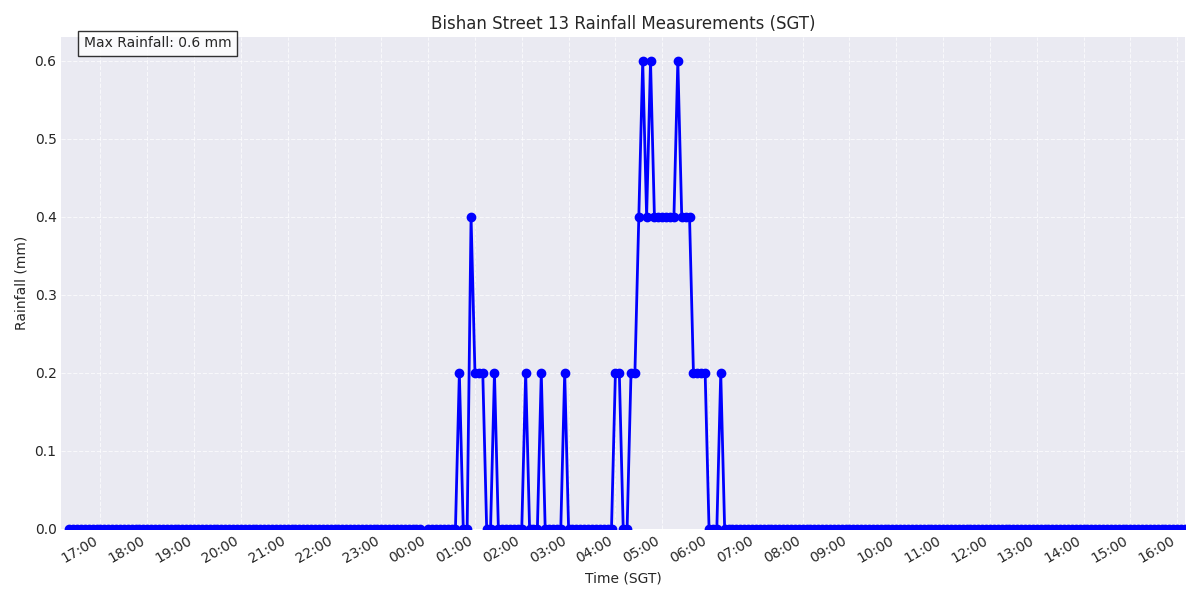 Bishan Street 13 Rainfall Measurements (SGT)
Max Rainfall: 0.6 mm
0.6
0.5
0.4
0.3
0.2
0.1
0.0
Rainfall (mm)
17:00 18:00 19:00 20:00 21:00 22:00 23:00 00:00 01:00 02:00 03:00 04:00 05:00 06:00 07:00 08:00 09:00 10:00 11:00 12:00 13:00 14:00 15:00 16:00
Time (SGT)